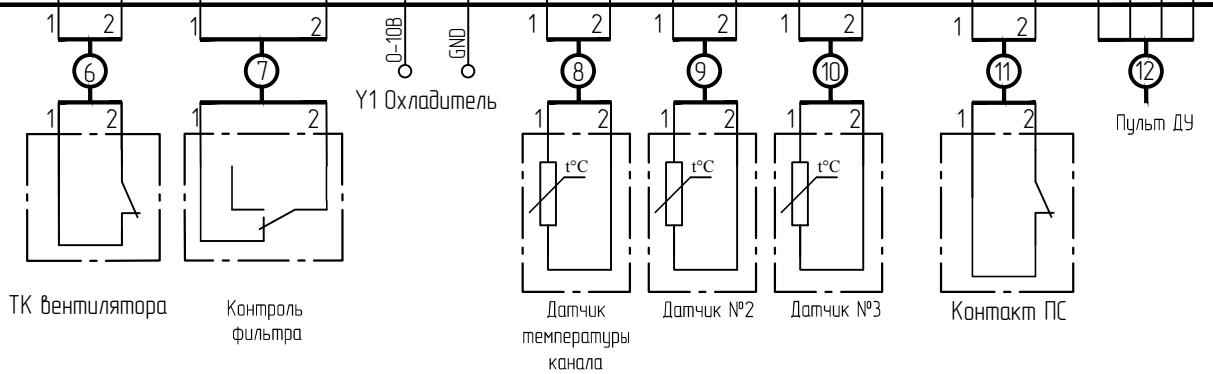 1 2 1 2 0-10В GND 1 2 1 2 1 2 1 2
6 7 8 9 10 11 12
Y1 Охладитель
Пульт ДУ
1 2 1 2 1 2 1 2 1 2 1 2
t°C t°C t°C
ТК вентилятора
Контроль
фильтра
Датчик
температуры
канала
Датчик №2
Датчик №3
Контакт ПС